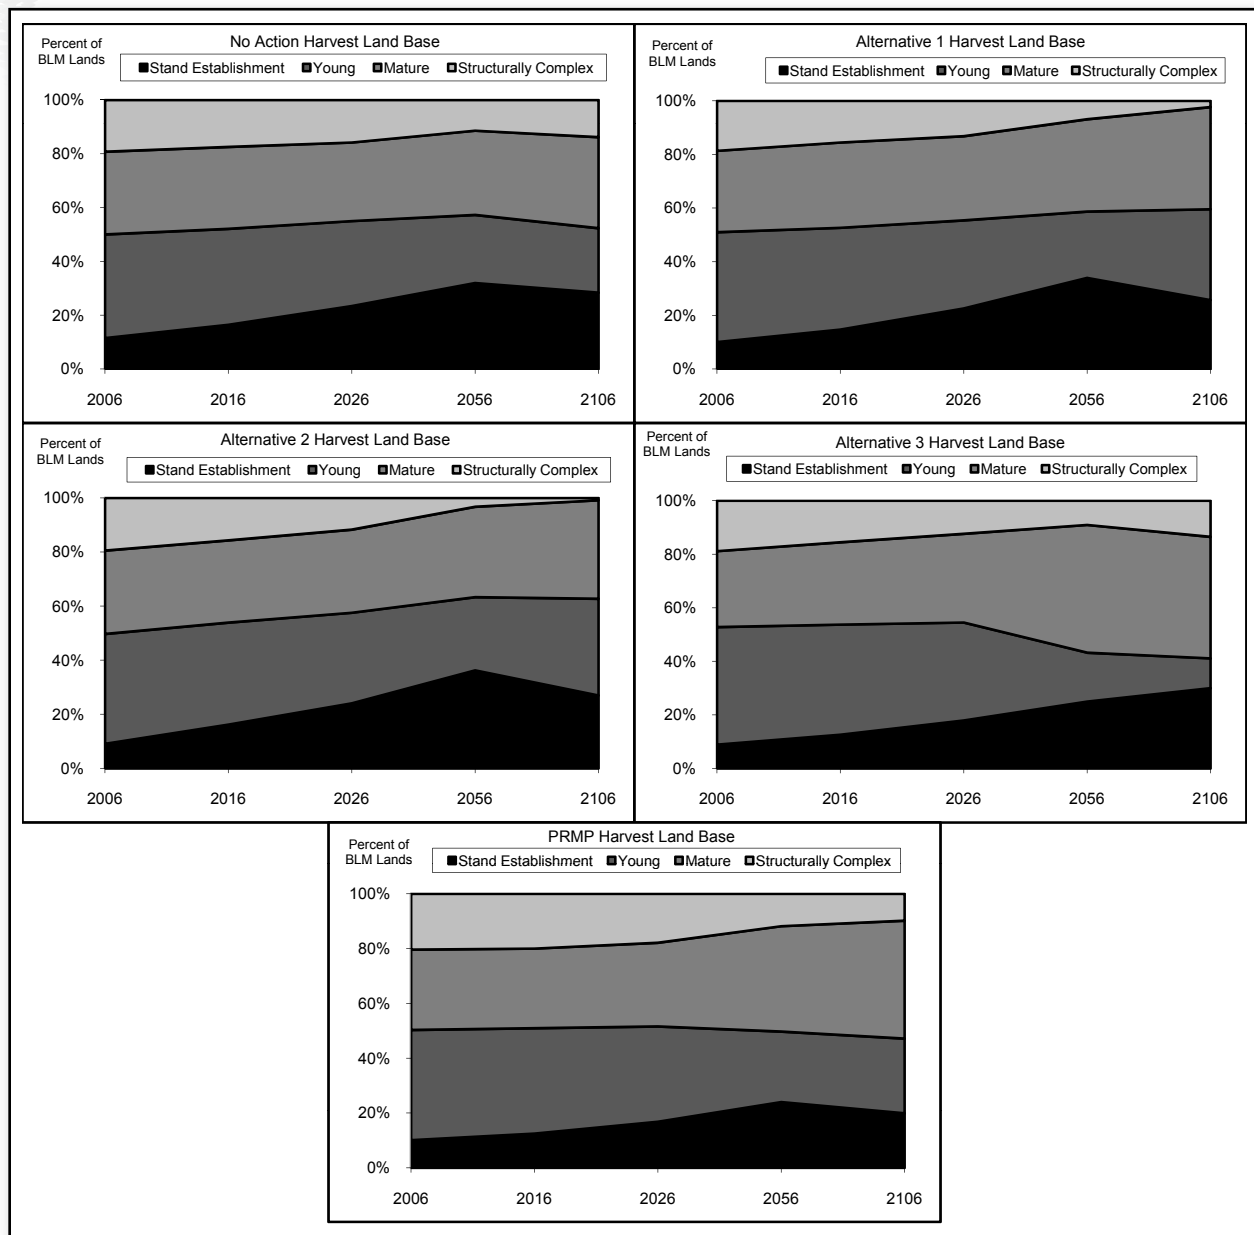 No Action Harvest Land Base
Percent of
BLM Lands
Stand Establishment Young Mature Structurally Complex
100%
80%
60%
40%
20%
0%
2006 2016 2026 2056 2106
Alternative 1 Harvest Land Base
Percent of
BLM Lands
Stand Establishment Young Mature Structurally Complex
100%
80%
60%
40%
20%
0%
2006 2016 2026 2056 2106
Alternative 2 Harvest Land Base
Percent of
BLM Lands
Stand Establishment Young Mature Structurally Complex
100%
80%
60%
40%
20%
0%
2006 2016 2026 2056 2106
Alternative 3 Harvest Land Base
Percent of
BLM Lands
Stand Establishment Young Mature Structurally Complex
100%
80%
60%
40%
20%
0%
2006 2016 2026 2056 2106
PRMP Harvest Land Base
Percent of
BLM Lands
Stand Establishment Young Mature Structurally Complex
100%
80%
60%
40%
20%
0%
2006 2016 2026 2056 2106